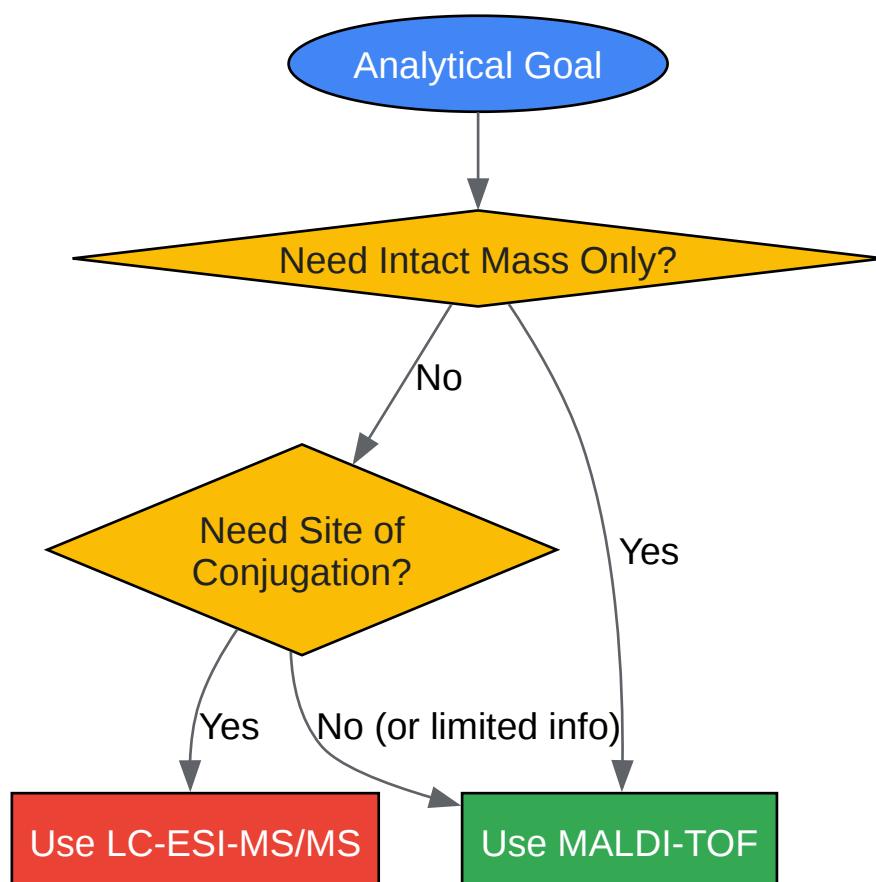 Analytical Goal
Need Intact Mass Only?
No
Need Site of
Conjugation?
Yes
Yes
No (or limited info)
Use LC-ESI-MS/MS
Use MALDI-TOF